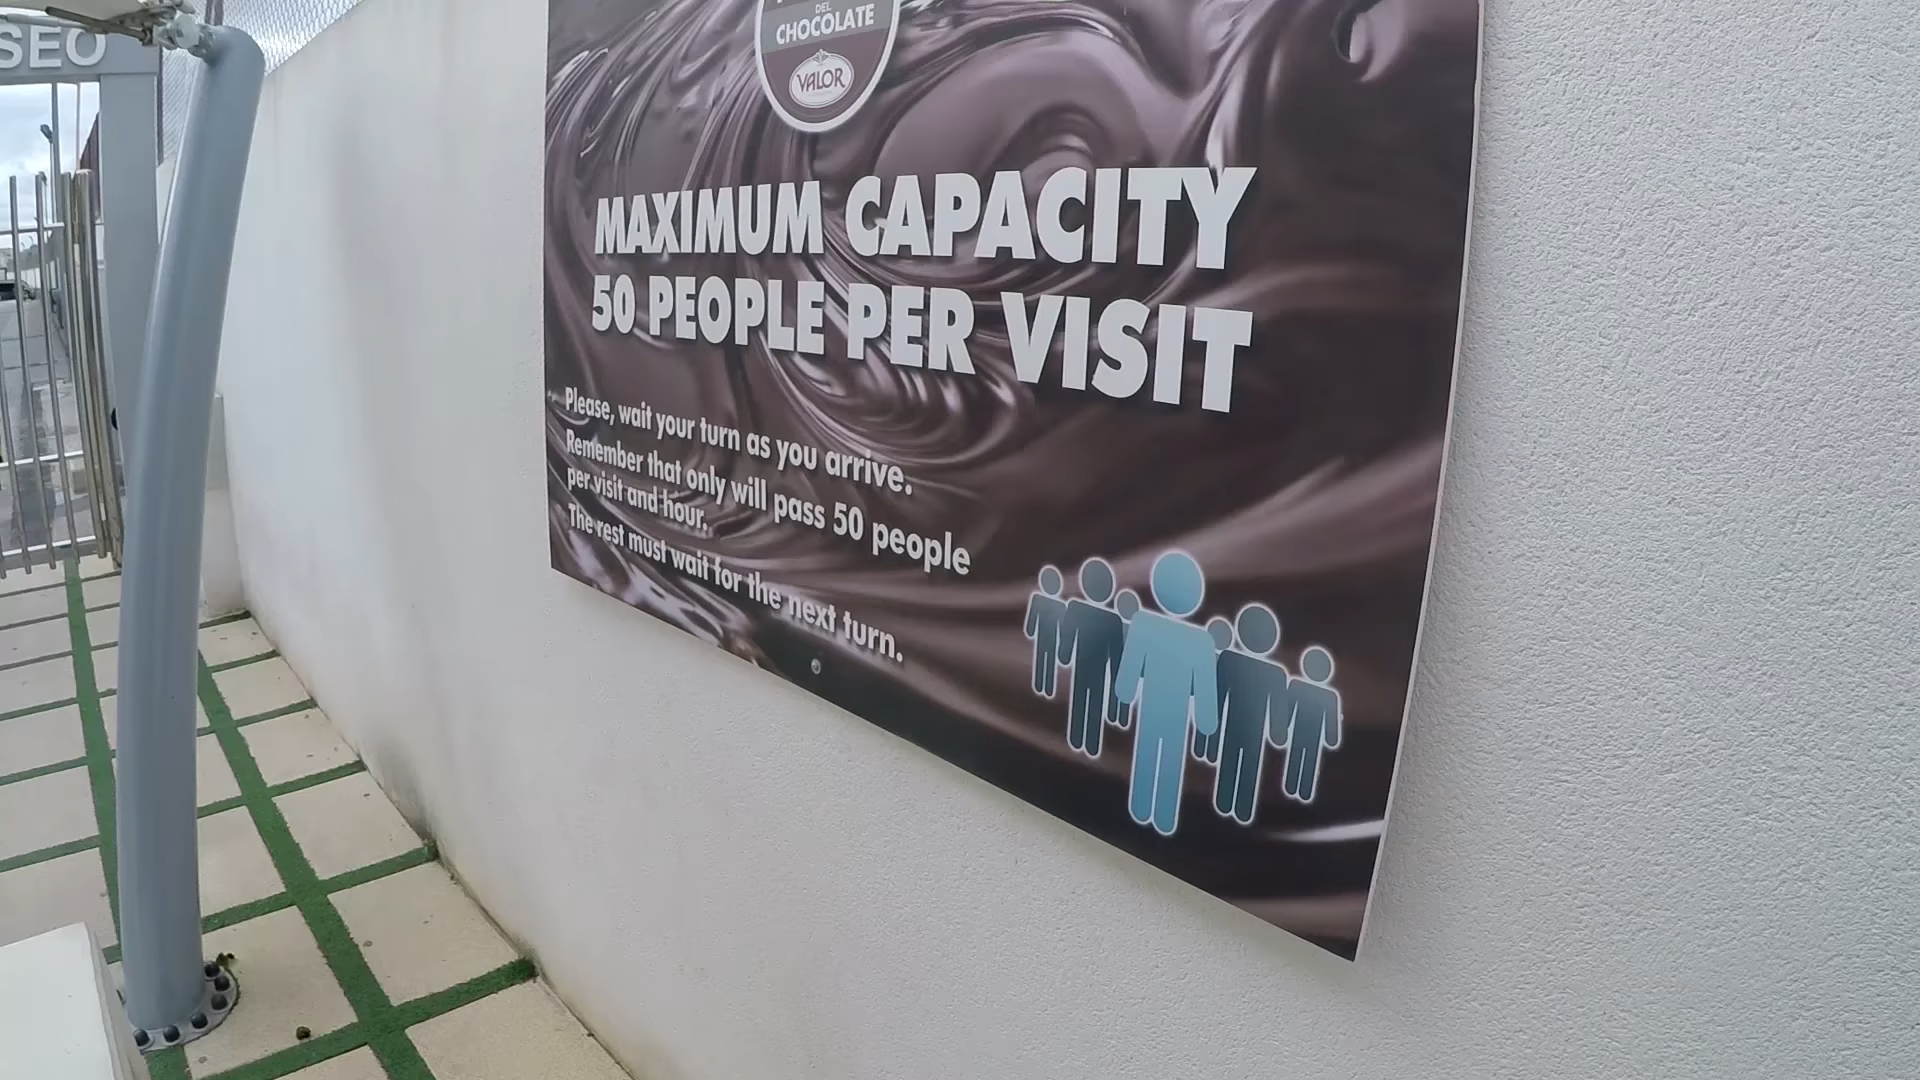 SEO
DEL
CHOCOLATE
VALOR
MAXIMUM CAPACITY
50 PEOPLE PER VISIT
Please, wait your turn as you arrive.
Remember that only will pass 50 people
per visit and hour.
The rest must wait for the next turn.